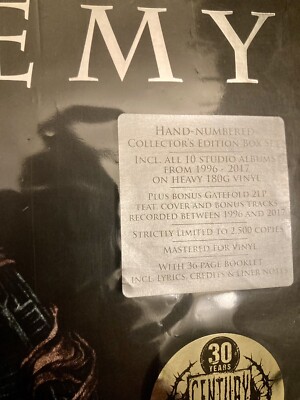 EMY
HAND-NUMBERED
COLLECTOR'S EDITION BOX SET
INCL. ALL 10 STUDIO ALBUMS
FROM 1996 - 2017
ON HEAVY 180G VINYL
PLUS BONUS GATEFOLD 2LP
FEAT. COVER AND BONUS TRACKS
RECORDED BETWEEN 1996 AND 2017
STRICTLY LIMITED TO 2.500 COPIES
MASTERED FOR VINYL
WITH 36 PAGE BOOKLET
INCL. LYRICS, CREDITS & LINER NOTES
30
YEARS
CENTURY